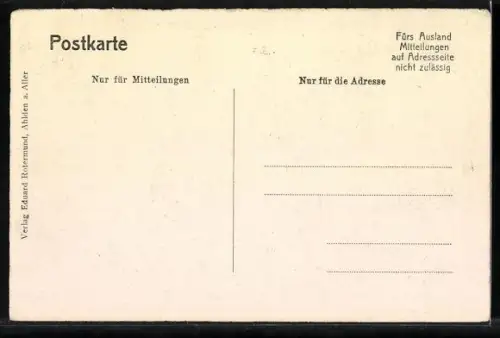 Postkarte
Fürs Ausland
Mitteilungen
auf Adressseite
nicht zulässig
Nur für Mitteilungen
Nur für die Adresse
Verlag Eduard Rotermund, Ahlden a. Aller